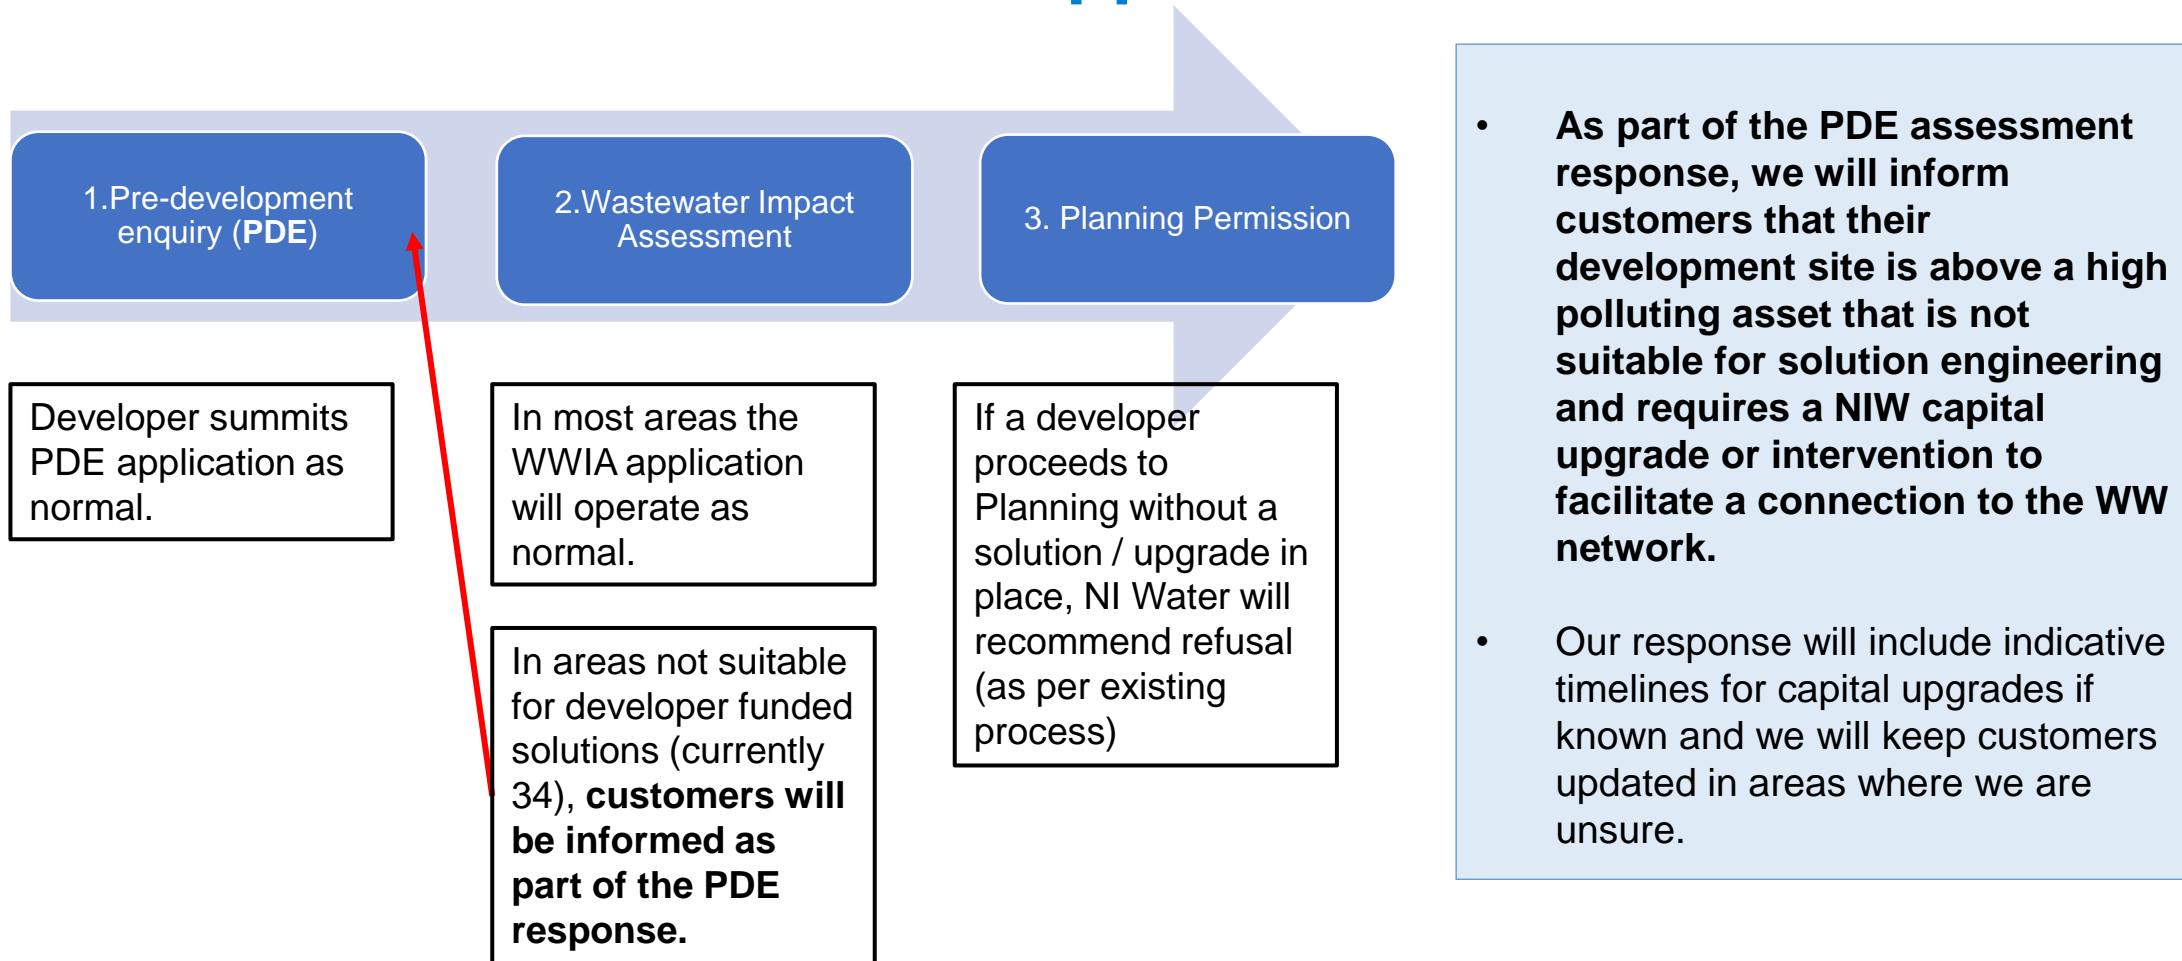 1.Pre-development
enquiry (PDE)
2.Wastewater Impact
Assessment
3. Planning Permission
Developer summits
PDE application as
normal.
In most areas the
WWIA application
will operate as
normal.
In areas not suitable
for developer funded
solutions (currently
34), customers will
be informed as
part of the PDE
response.
If a developer
proceeds to
Planning without a
solution / upgrade in
place, NI Water will
recommend refusal
(as per existing
process)
• As part of the PDE assessment
response, we will inform
customers that their
development site is above a high
polluting asset that is not
suitable for solution engineering
and requires a NIW capital
upgrade or intervention to
facilitate a connection to the WW
network.
• Our response will include indicative
timelines for capital upgrades if
known and we will keep customers
updated in areas where we are
unsure.